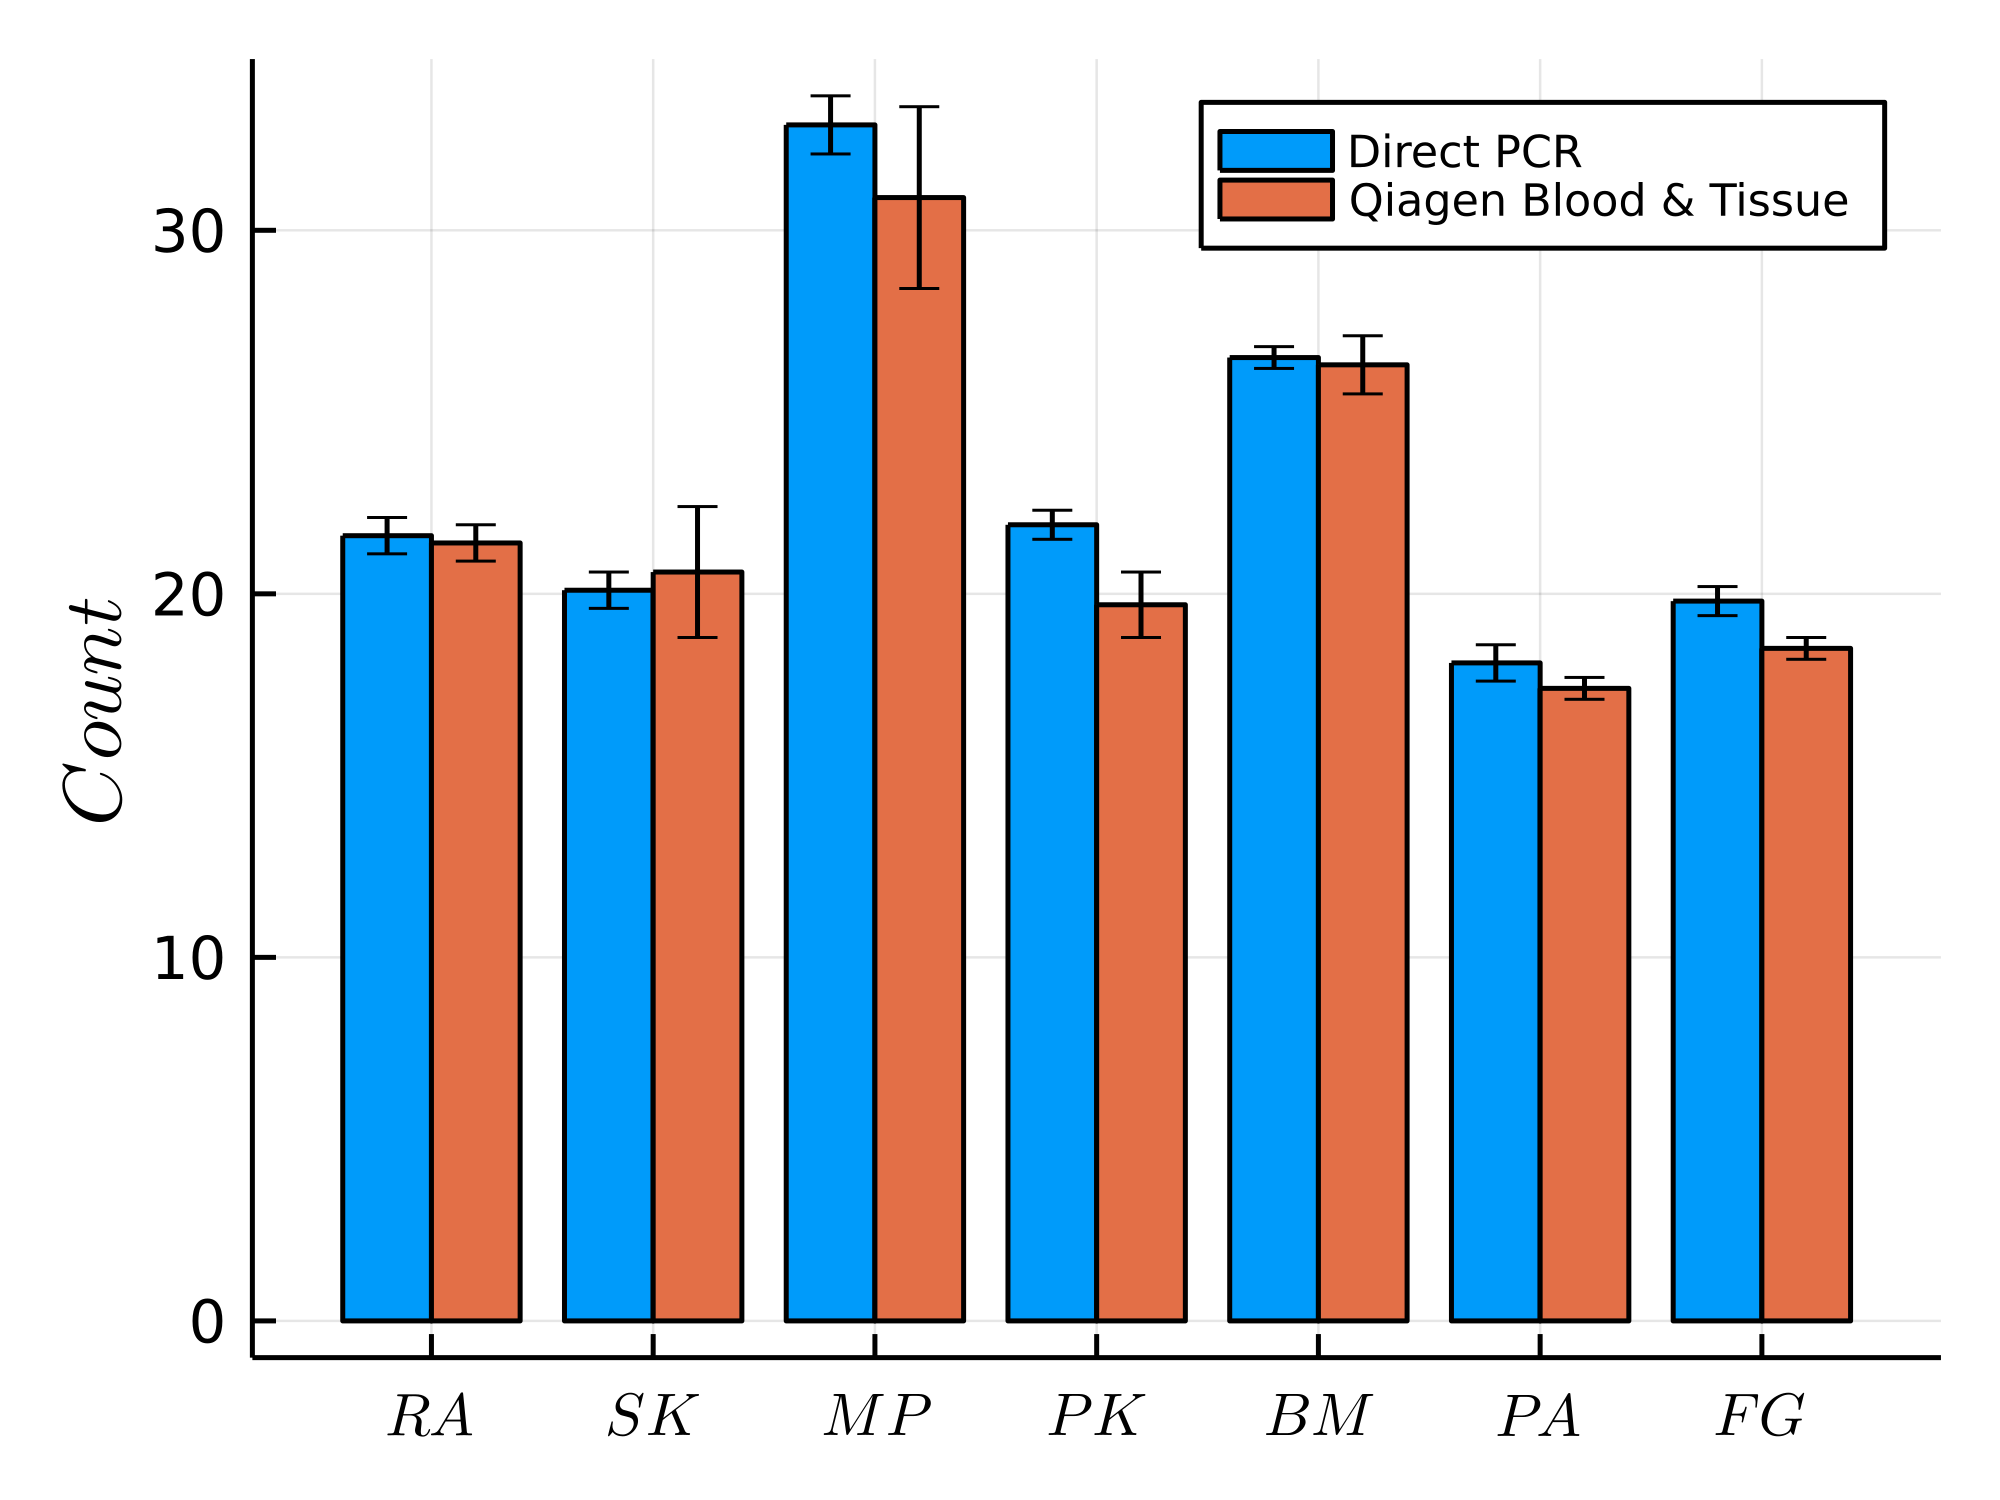 Direct PCR
Qiagen Blood & Tissue
30
20
10
0
Count
RA SK MP PK BM PA FG